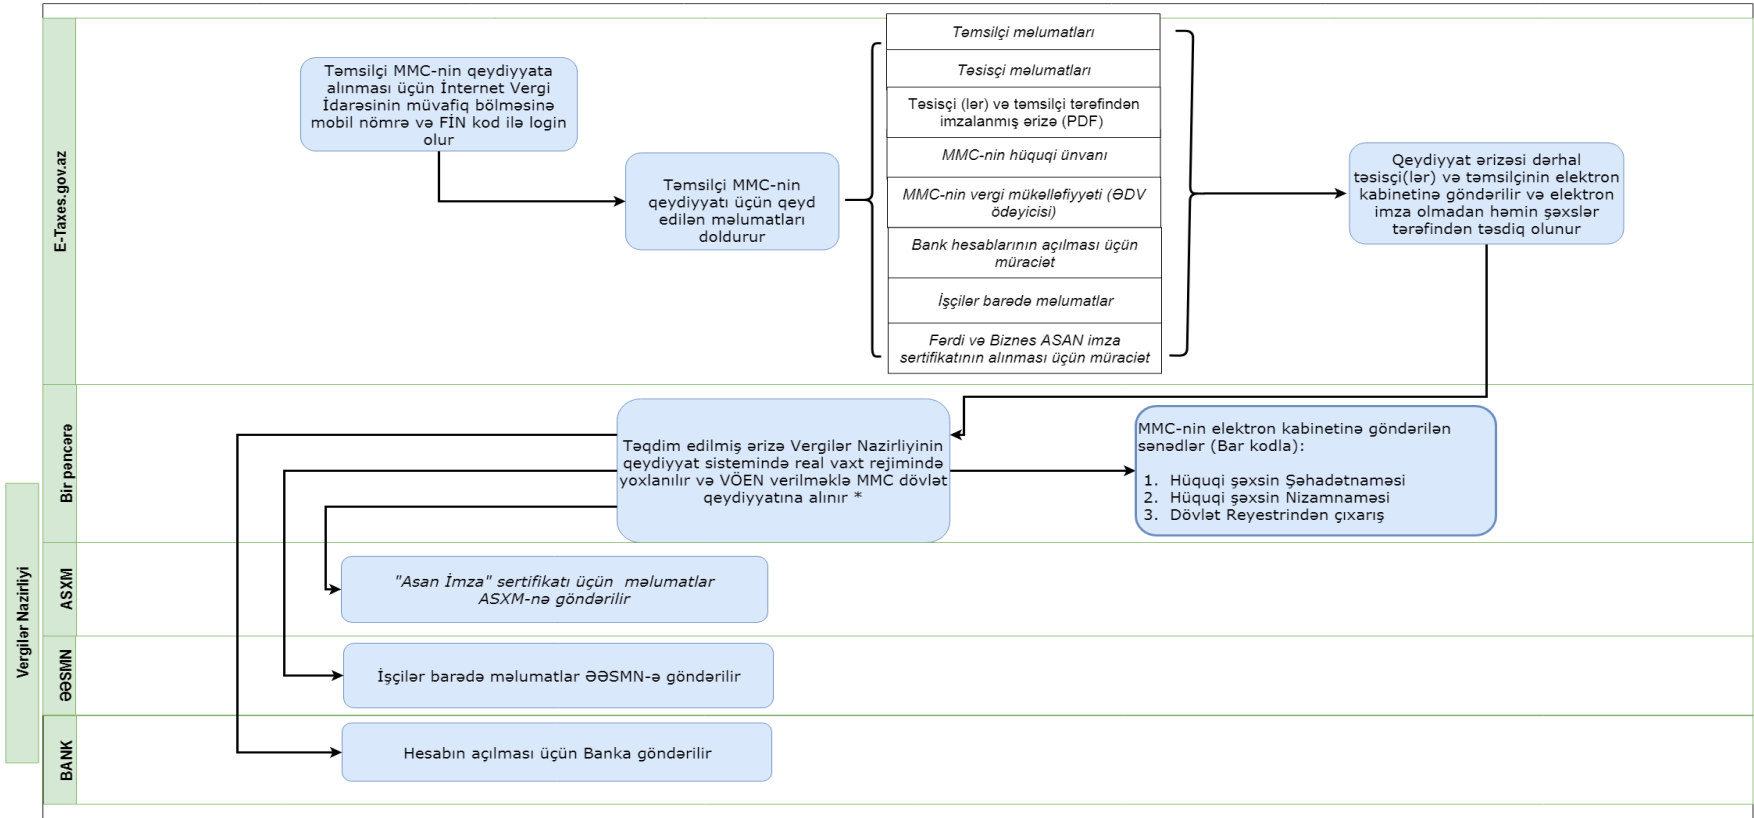 Təmsilçi MMC-nin qeydiyyata
alınması üçün İnternet Vergi
İdarəsinin müvafiq bölməsinə
mobil nömrə və FİN kod ilə login
olur
Təmsilçi MMC-nin
qeydiyyatı üçün qeyd
edilən məlumatları
doldurur
Təmsilçi məlumatları
Təsisçi məlumatları
Təsisçi (lər) və təmsilçi tərəfindən
imzalanmış ərizə (PDF)
MMC-nin hüquqi ünvanı
MMC-nin vergi mükəlləfiyyəti (ƏDV
ödəyicisi)
Bank hesablarının açılması üçün
müraciət
İşçilər barədə məlumatlar
Fərdi və Biznes ASAN imza
sertifikatının alınması üçün müraciət
Qeydiyyat ərizəsi dərhal
təsisçi(lər) və təmsilçinin elektron
kabinetinə göndərilir və elektron
imza olmadan həmin şəxslər
tərəfindən təsdiq olunur
E-Taxes.gov.az
Bir pəncərə
Təqdim edilmiş ərizə Vergilər Nazirliyinin
qeydiyyat sistemində real vaxt rejimində
yoxlanılır və VÖEN verilməklə MMC dövlət
qeydiyyatına alınır *
MMC-nin elektron kabinetinə göndərilən
sənədlər (Bar kodla):
1. Hüquqi şəxsin Şəhadətnaməsi
2. Hüquqi şəxsin Nizamnaməsi
3. Dövlət Reyestrindən çıxarış
Vergilər Nazirliyi
ASXM
"Asan İmza" sertifikatı üçün məlumatlar
ASXM-nə göndərilir
ƏƏSMN
İşçilər barədə məlumatlar ƏƏSMN-ə göndərilir
BANK
Hesabın açılması üçün Banka göndərilir